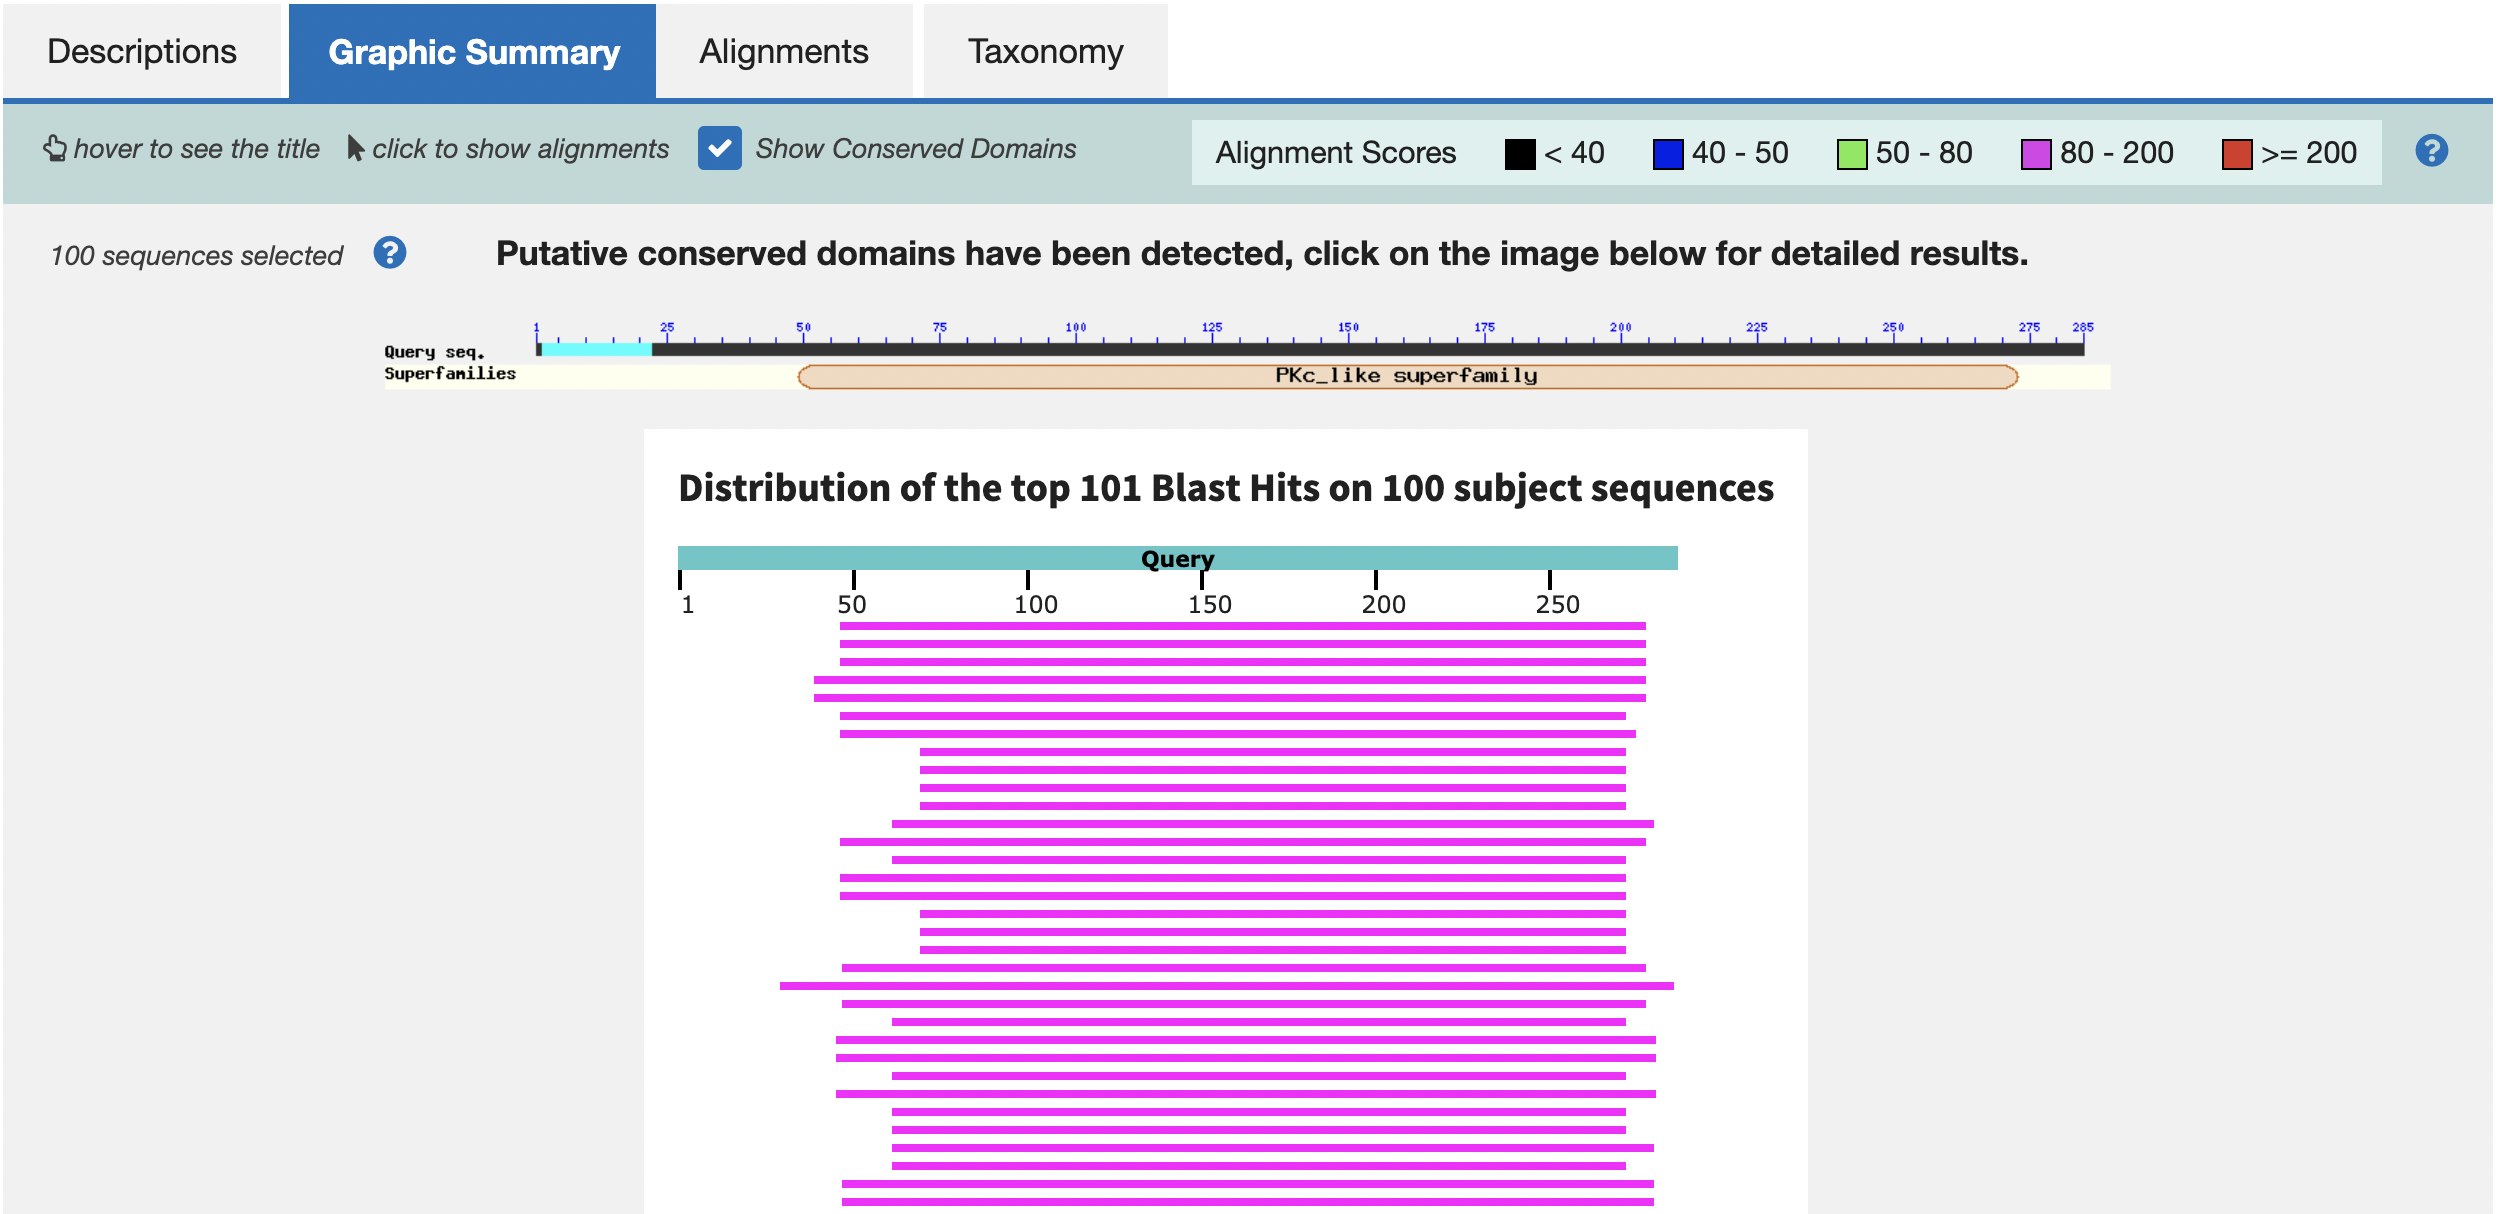 Descriptions Graphic Summary Alignments Taxonomy
hover to see the title click to show alignments Show Conserved Domains Alignment Scores < 40 40 - 50 50 - 80 80 - 200 >= 200 ?
100 sequences selected ? Putative conserved domains have been detected, click on the image below for detailed results.
1 25 50 75 100 125 150 175 200 225 250 275 285
Query seq.
Superfamilies PKc_like superfamily
Distribution of the top 101 Blast Hits on 100 subject sequences
Query
1 50 100 150 200 250